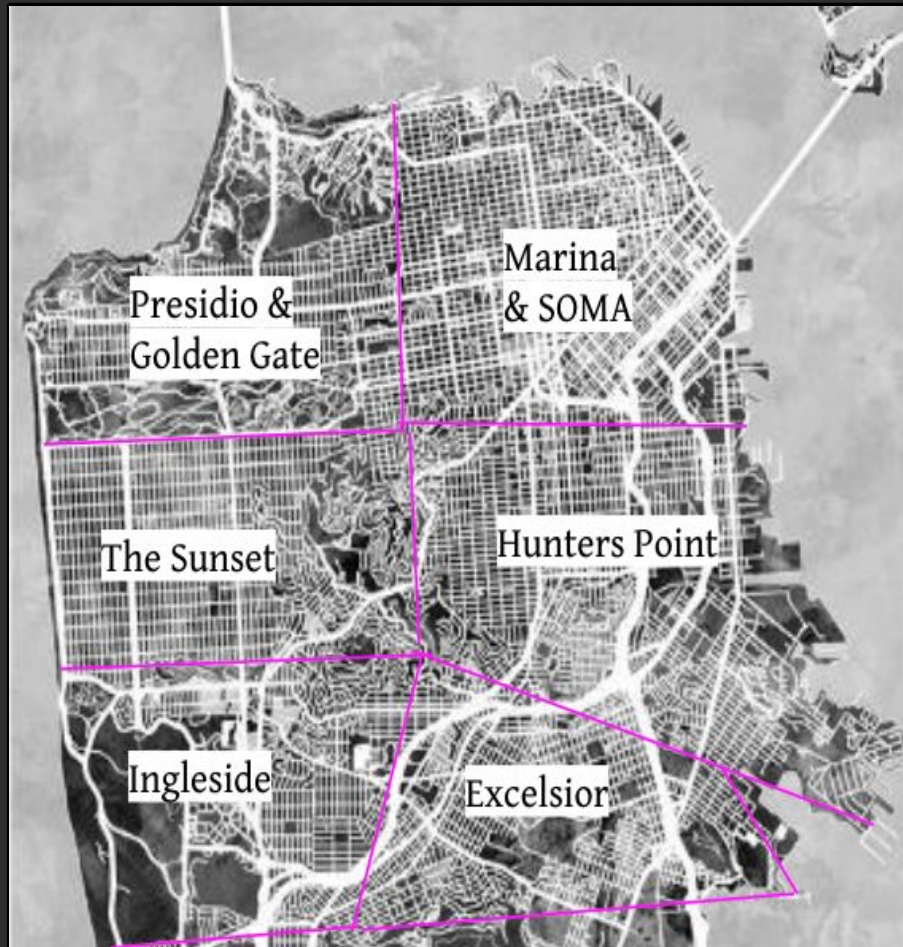 Marina
& SOMA
Presidio &
Golden Gate
The Sunset
Hunters Point
Ingleside
Excelsior